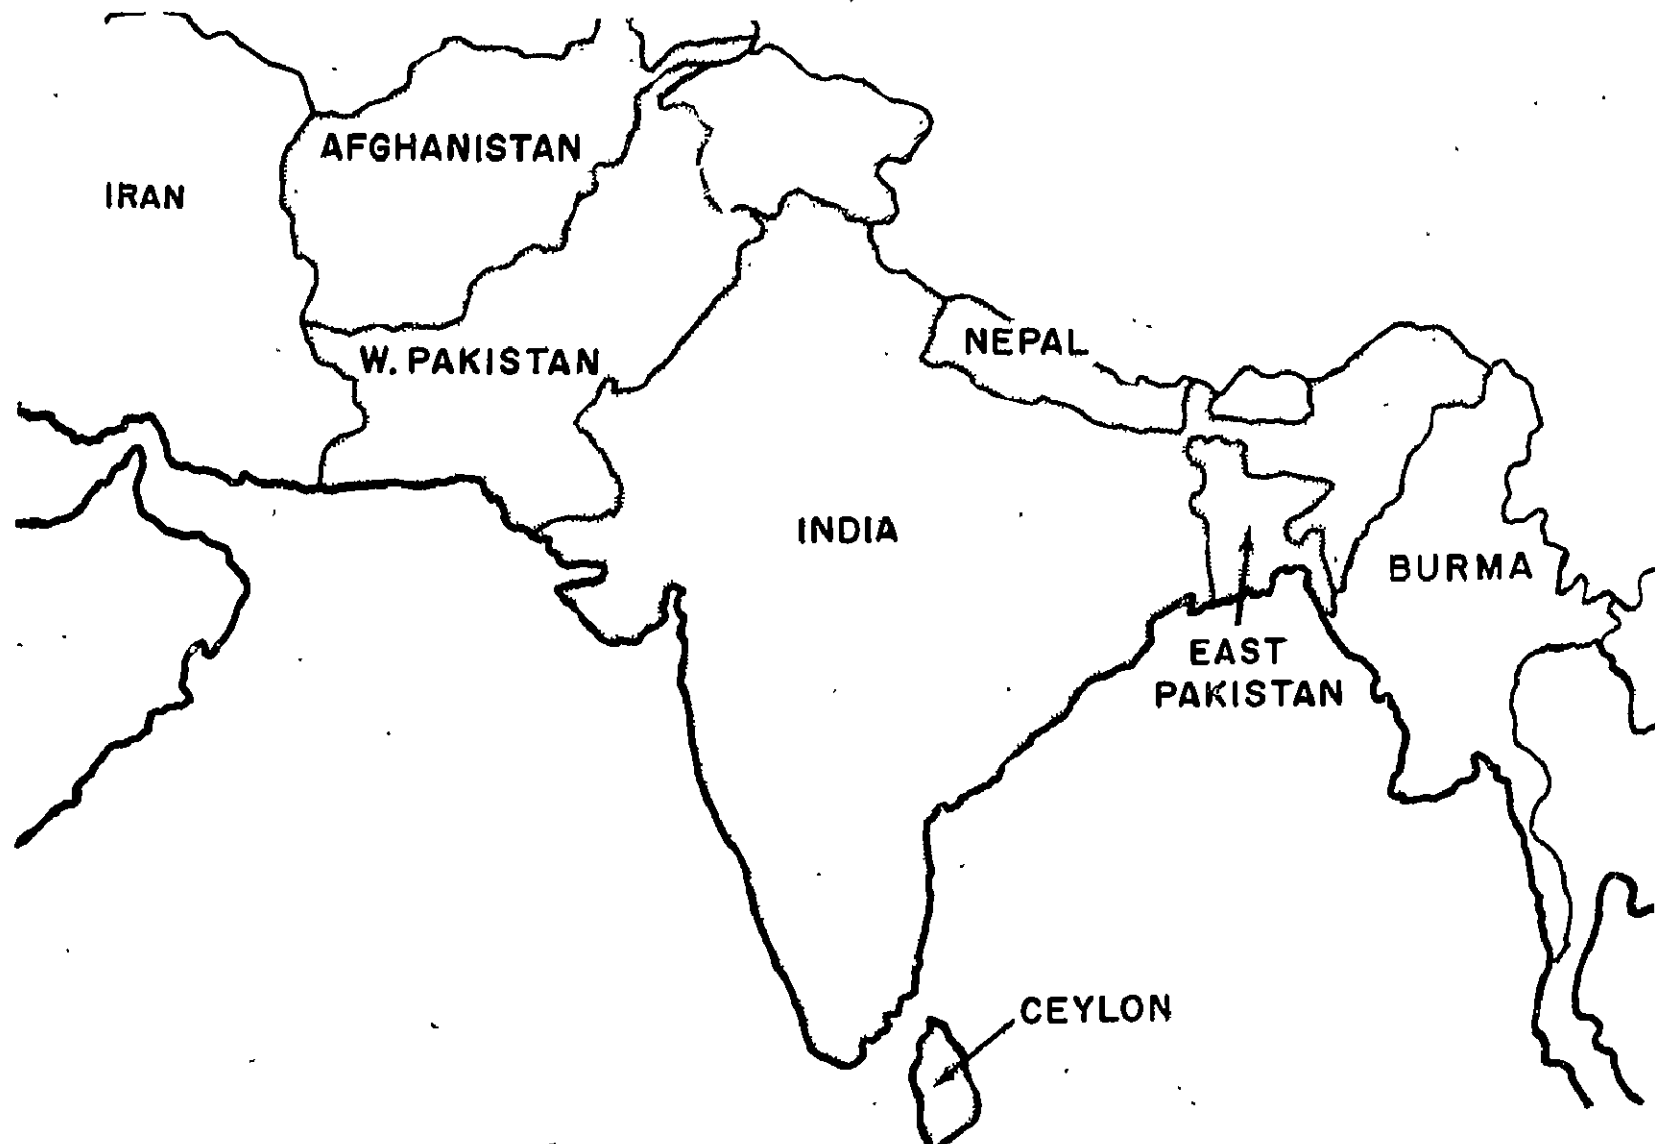 AFGHANISTAN
IRAN
NEPAL
W. PAKISTAN
INDIA
BURMA
EAST
PAKISTAN
CEYLON